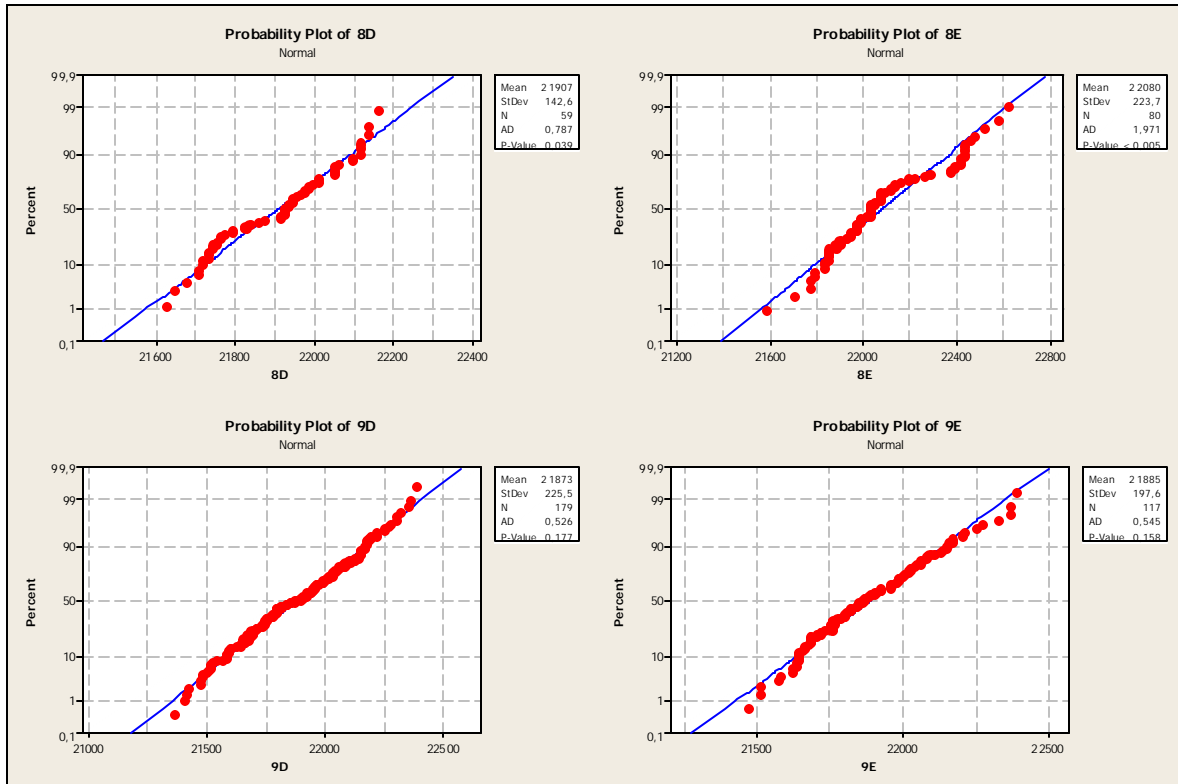 Probability Plot of 8D
Normal
99,9
99
90
50
10
1
0,1
Percent
21600
21800
22000
22200
22400
8D
Mean 21907
StDev 142,6
N 59
AD 0,787
P-Value 0,039
Probability Plot of 8E
Normal
99,9
99
90
50
10
1
0,1
Percent
21200
21600
22000
22400
22800
8E
Mean 22080
StDev 223,7
N 80
AD 1,971
P-Value < 0,005
Probability Plot of 9D
Normal
99,9
99
90
50
10
1
0,1
Percent
21000
21500
22000
22500
9D
Mean 21873
StDev 225,5
N 179
AD 0,526
P-Value 0,177
Probability Plot of 9E
Normal
99,9
99
90
50
10
1
0,1
Percent
21500
22000
22500
9E
Mean 21885
StDev 197,6
N 117
AD 0,545
P-Value 0,158